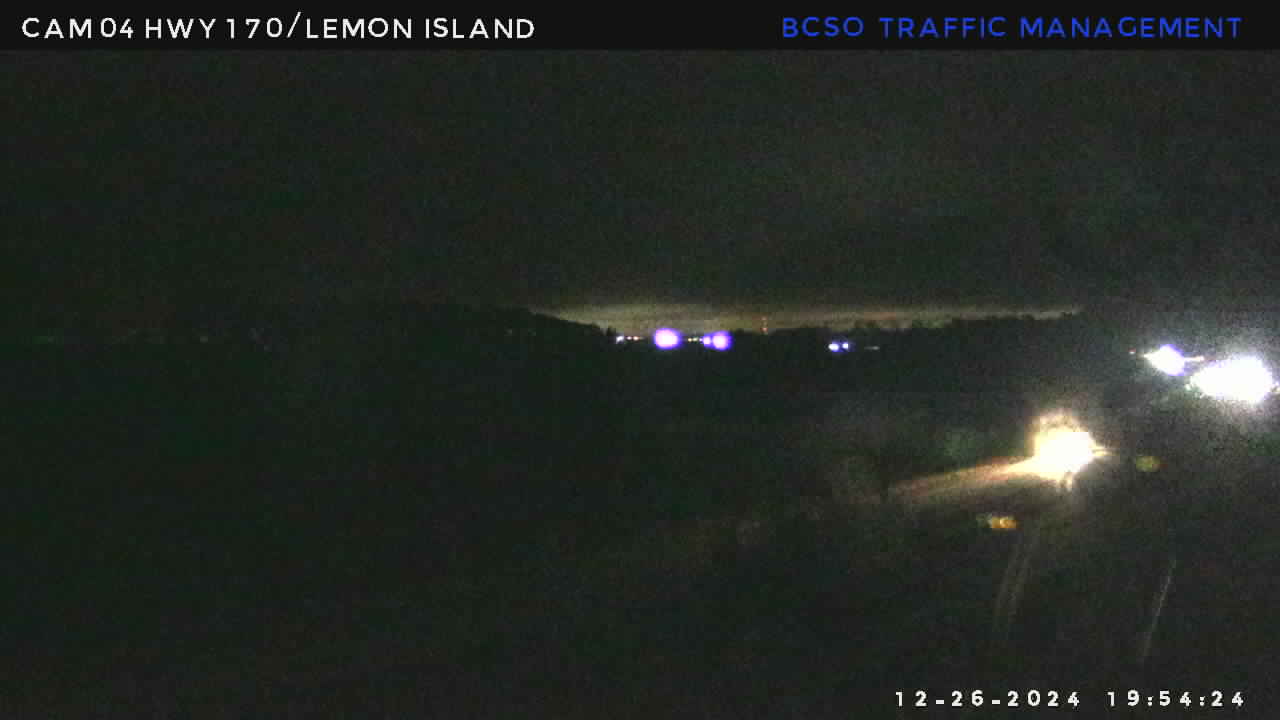 CAM04 HWY 170/LEMON ISLAND
BCSO TRAFFIC MANAGEMENT
12-26-2024 19:54:24